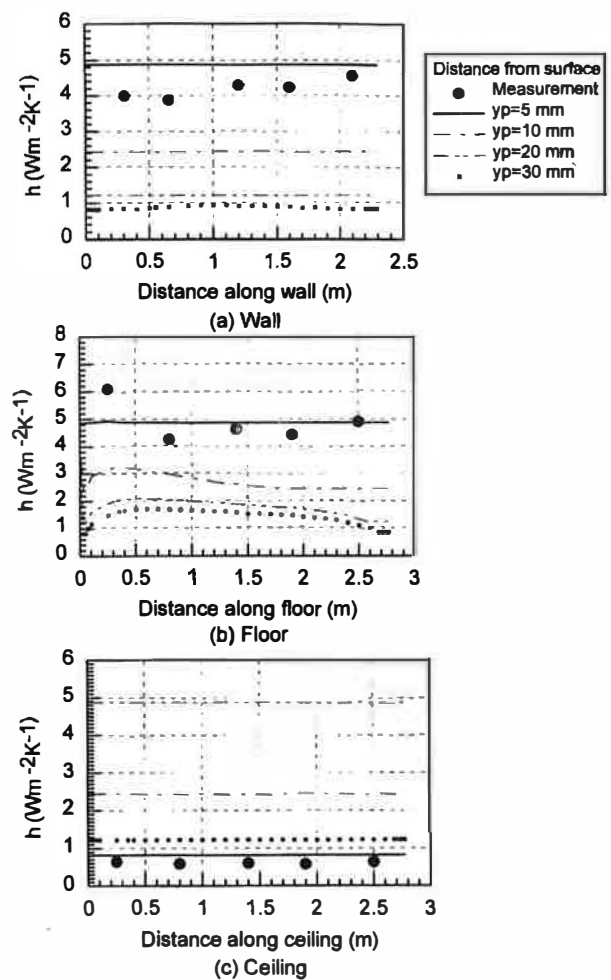 6
5
4
3
2
1
0
h (Wm-2K-1)
0 0.5 1 1.5 2 2.5
Distance along wall (m)
(a) Wall
Distance from surface
Measurement
yp=5 mm
yp=10 mm
yp=20 mm
yp=30 mm
8
7
6
5
4
3
2
1
0
h (Wm-2K-1)
0 0.5 1 1.5 2 2.5 3
Distance along floor (m)
(b) Floor
6
5
4
3
2
1
0
h (Wm-2K-1)
0 0.5 1 1.5 2 2.5 3
Distance along ceiling (m)
(c) Ceiling